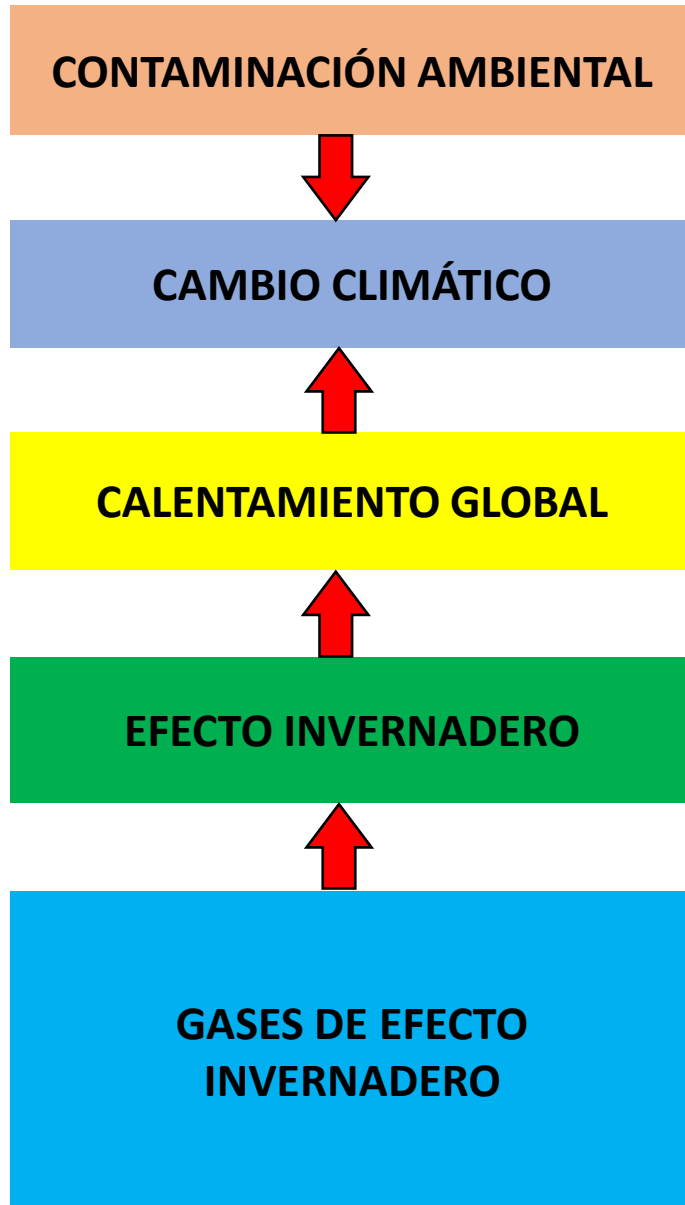 CONTAMINACIÓN AMBIENTAL
CAMBIO CLIMÁTICO
CALENTAMIENTO GLOBAL
EFECTO INVERNADERO
GASES DE EFECTO
INVERNADERO